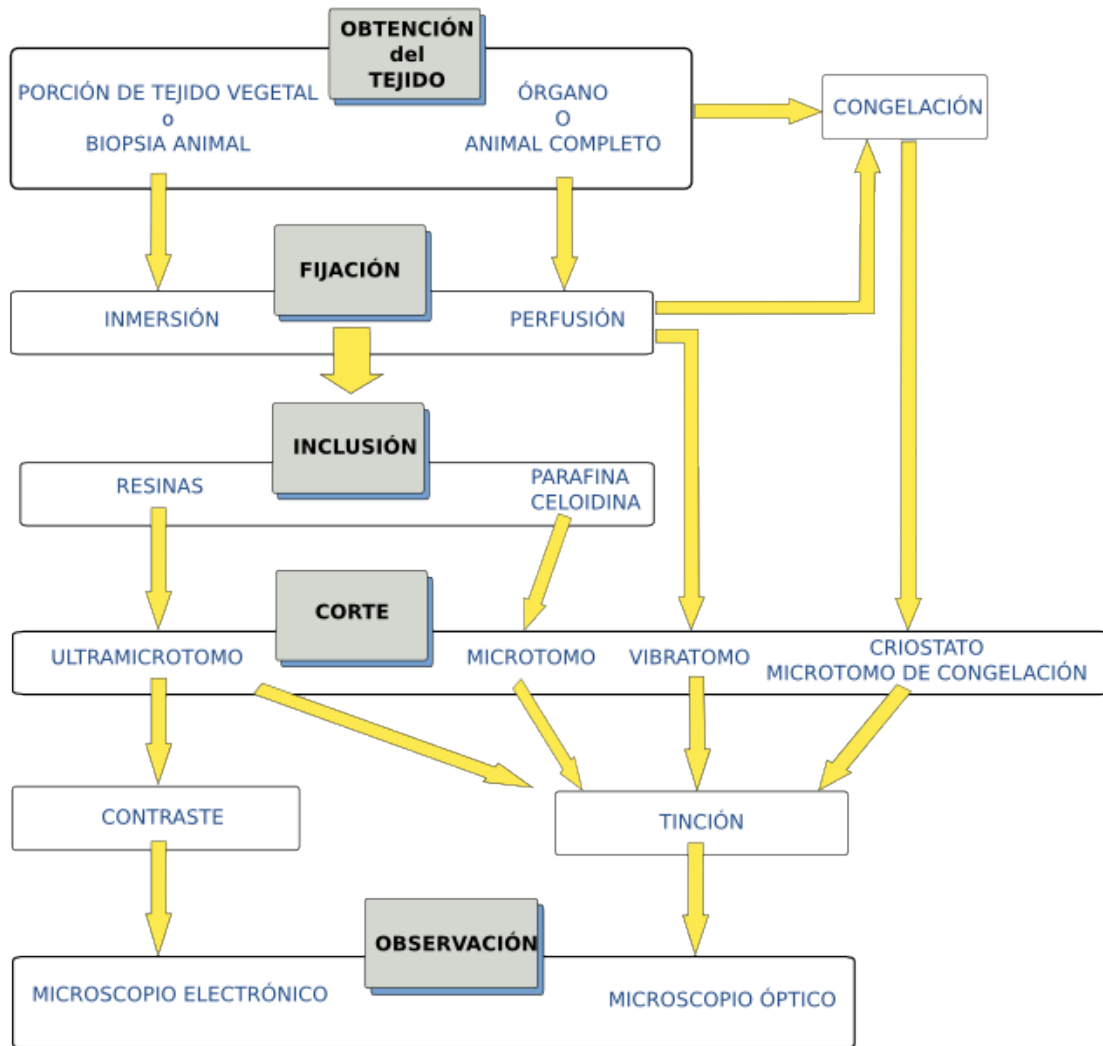 OBTENCIÓN
del
TEJIDO
PORCIÓN DE TEJIDO VEGETAL
o
BIOPSIA ANIMAL
ÓRGANO
O
ANIMAL COMPLETO
CONGELACIÓN
FIJACIÓN
INMERSIÓN
PERFUSIÓN
INCLUSIÓN
RESINAS
PARAFINA
CELOIDINA
CORTE
ULTRAMICROTOMO
MICROTOMO
VIBRATOMO
CRIOSTATO
MICROTOMO DE CONGELACIÓN
CONTRASTE
TINCIÓN
OBSERVACIÓN
MICROSCOPIO ELECTRÓNICO
MICROSCOPIO ÓPTICO